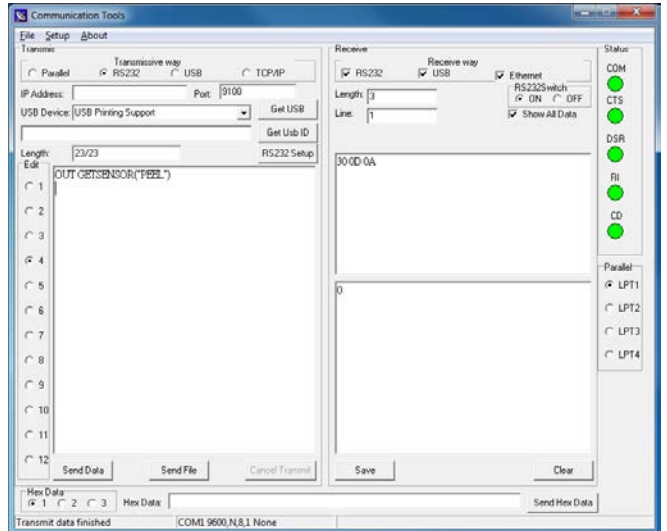 Communication Tools
File Setup About
Transmis
Transmissive way
Parallel RS232 USB TCP/IP
IP Address: Port: 9100
USB Device: USB Printing Support Get USB
Get Usb ID
Length: 23/23 RS232 Setup
Edit
OUT GETSENSOR("PEEL")
1
2
3
4
5
6
7
8
9
10
11
12
Send Data Send File Cancel Transmit
Receive
Receive way
RS232 USB Ethernet
Length: 3
RS232Switch
ON OFF
Line: 1
Show All Data
30 0D 0A
0
Save Clear
Status
COM
CTS
DSR
RI
CD
Parallel
LPT1
LPT2
LPT3
LPT4
Hex Data
1 2 3 Hex Data: Send Hex Data
Transmit data finished COM1 9600,N,8,1 None